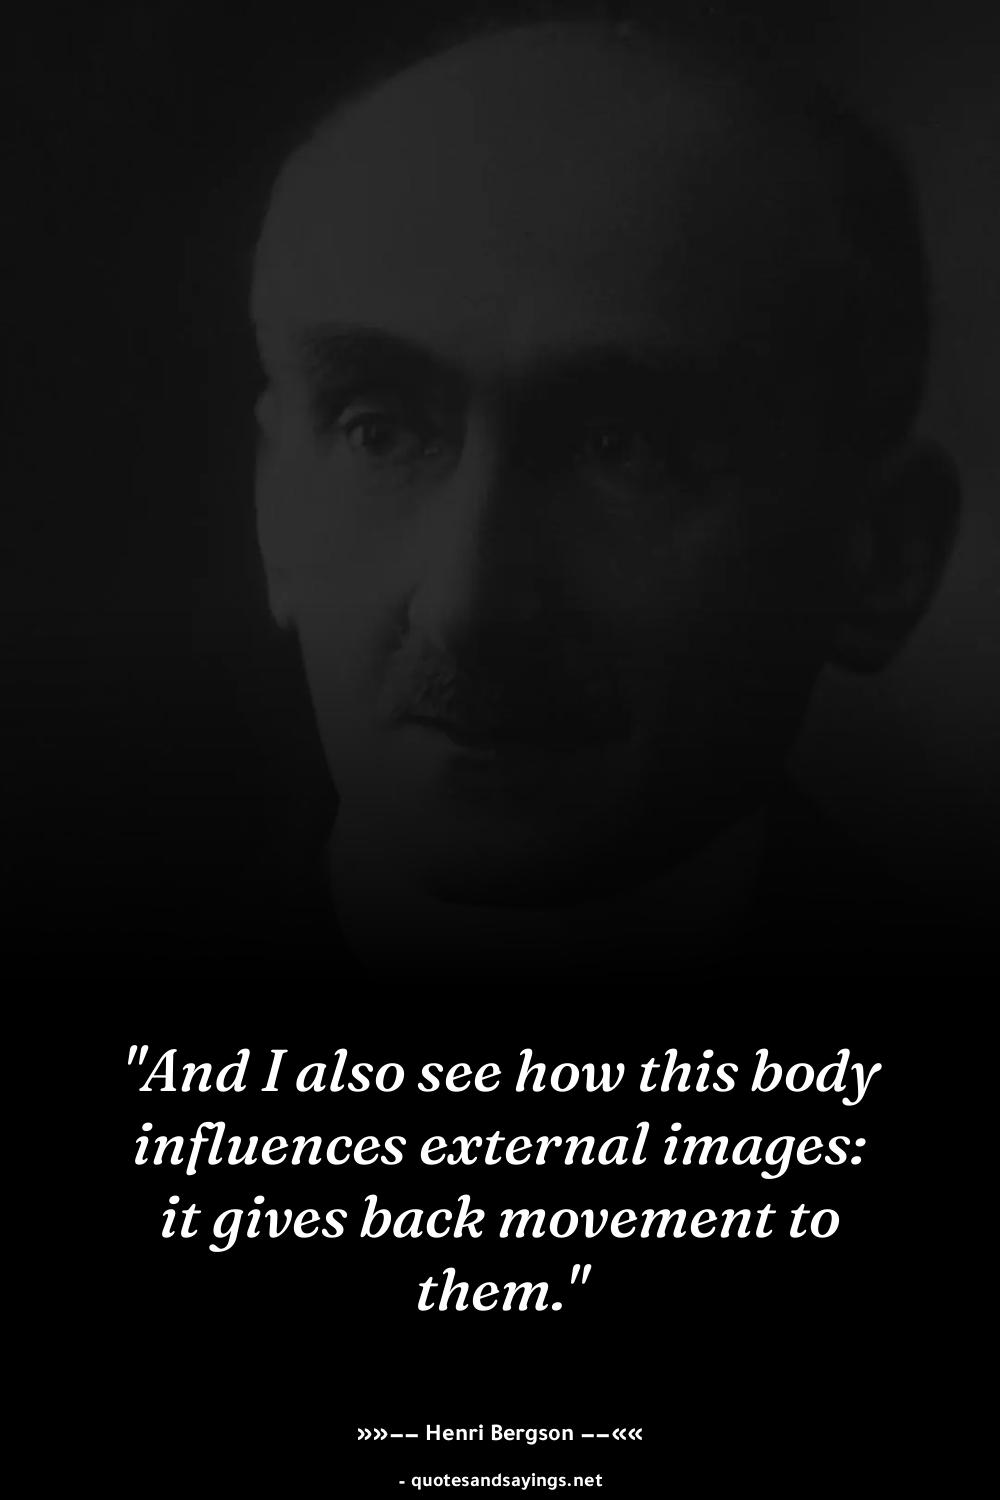 "And I also see how this body
influences external images:
it gives back movement to
them."
»»−− Henri Bergson −−««
- quotesandsayings.net